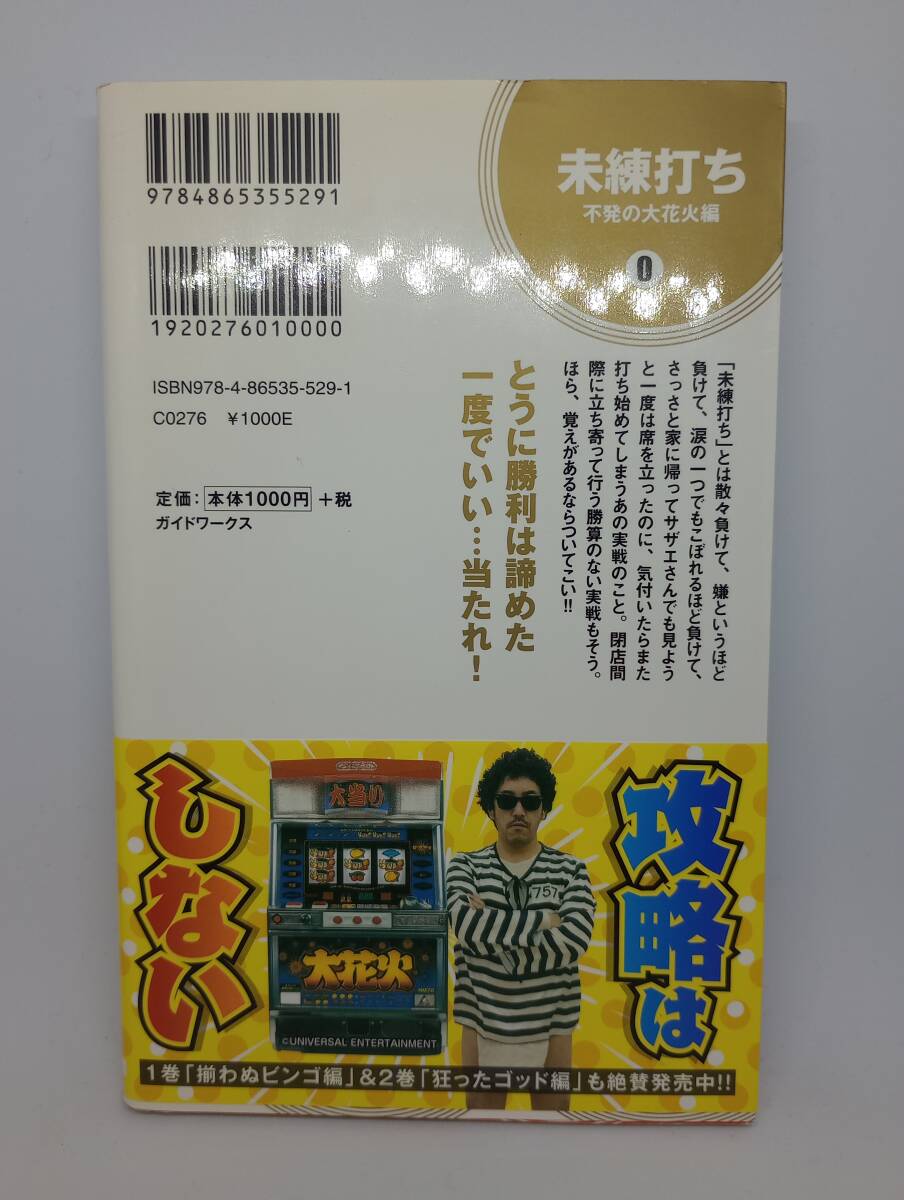 9784865355291
1920276010000
ISBN978-4-86535-529-1
C0276 ¥1000E
定価：本体1000円＋税
ガイドワークス
未練打ち
不発の大花火編
0
「未練打ち」とは散々負けて、嫌というほど
負けて、涙の一つでもこぼれるほど負けて、
さっさと家に帰ってサザエさんでも見よう
と一度は席を立ったのに、気付いたらまた
打ち始めてしまうあの実戦のこと。閉店間
際に立ち寄って行う勝算のない実戦もそう。
ほら、覚えがあるならついてこい!!
とうに勝利は諦めた
一度でいい…当たれ！
攻略は
しない
大当り
大花火
757
©UNIVERSAL ENTERTAINMENT
1巻「揃わぬビンゴ編」&2巻「狂ったゴッド編」も絶賛発売中!!